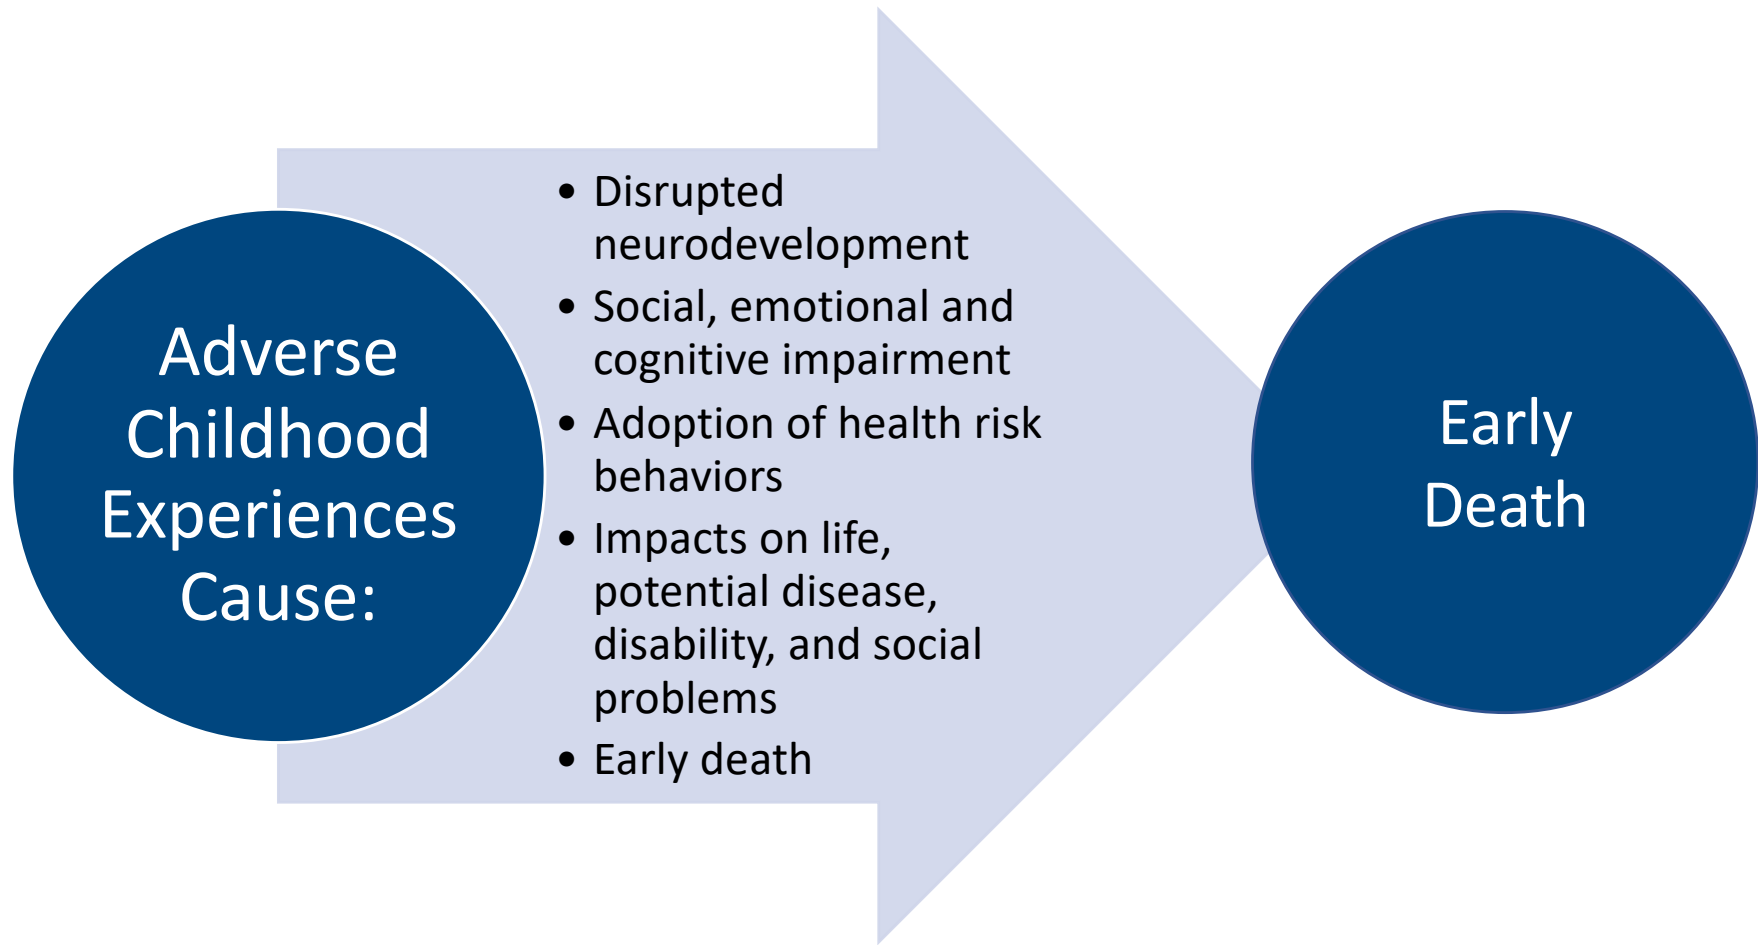 Adverse
Childhood
Experiences
Cause:
• Disrupted
neurodevelopment
• Social, emotional and
cognitive impairment
• Adoption of health risk
behaviors
• Impacts on life,
potential disease,
disability, and social
problems
• Early death
Early
Death